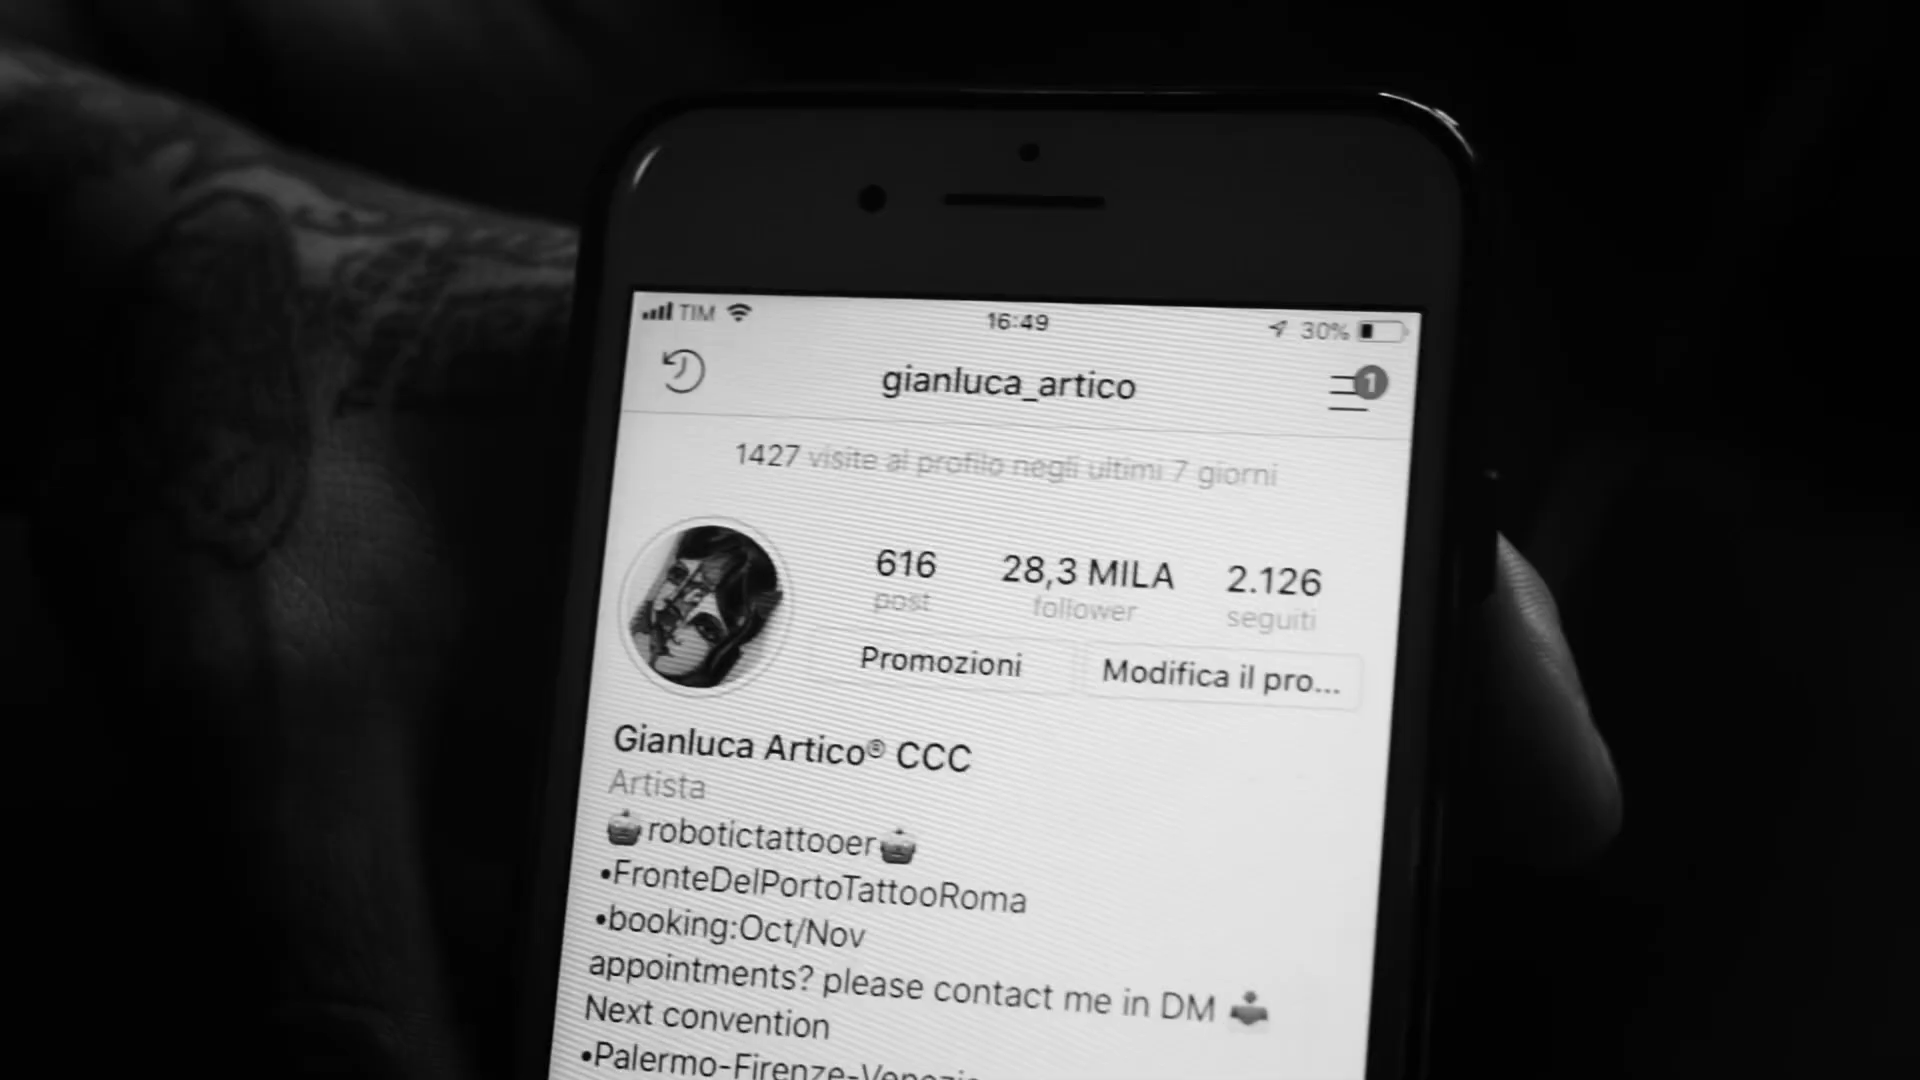 TIM 16:49 30%
gianluca_artico 1
1427 visite al profilo negli ultimi 7 giorni
616 28,3 MILA 2.126
post follower seguiti
Promozioni Modifica il pro...
Gianluca Artico® CCC
Artista
🤖robotictattooer🤖
•FronteDelPortoTattooRoma
•booking:Oct/Nov
appointments? please contact me in DM 📥
Next convention
•Palermo-Firenze-Venezia